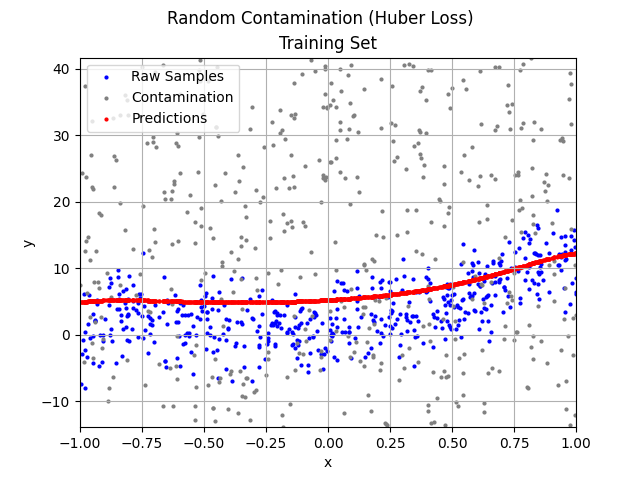 Random Contamination (Huber Loss)
Training Set
Raw Samples
Contamination
Predictions
40
30
20
10
0
−10
y
−1.00 −0.75 −0.50 −0.25 0.00 0.25 0.50 0.75 1.00
x